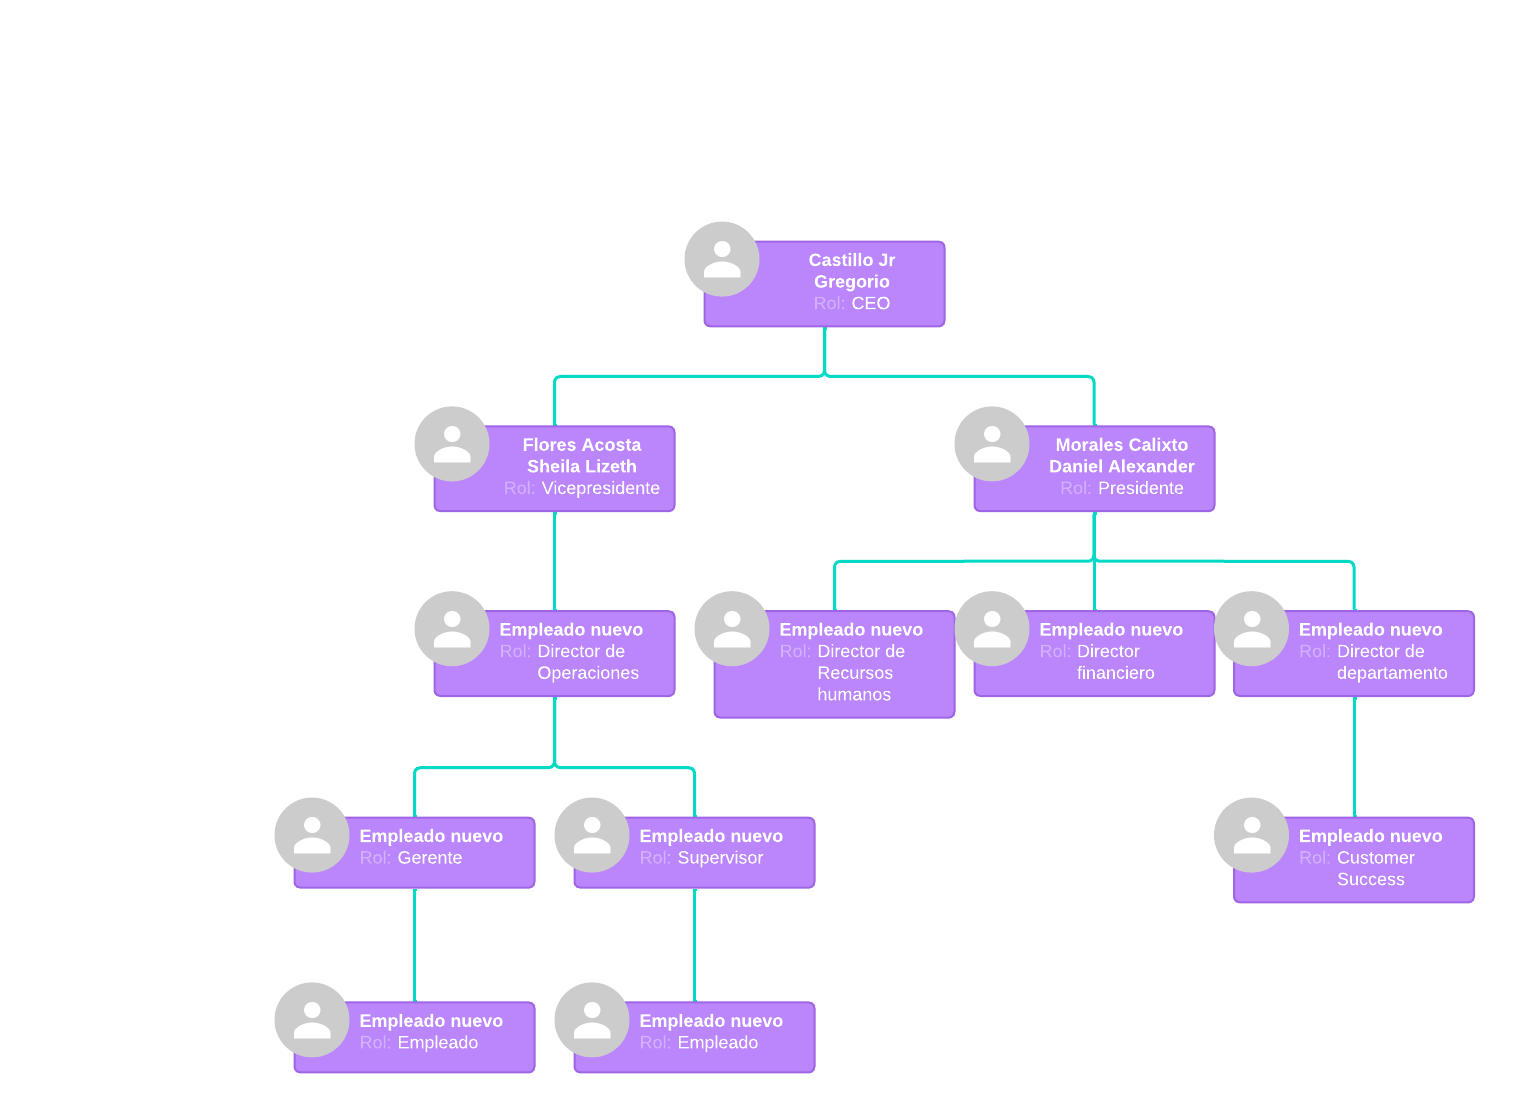 Castillo Jr
Gregorio
Rol: CEO
Flores Acosta
Sheila Lizeth
Rol: Vicepresidente
Morales Calixto
Daniel Alexander
Rol: Presidente
Empleado nuevo
Rol: Director de
Operaciones
Empleado nuevo
Rol: Director de
Recursos
humanos
Empleado nuevo
Rol: Director
financiero
Empleado nuevo
Rol: Director de
departamento
Empleado nuevo
Rol: Gerente
Empleado nuevo
Rol: Supervisor
Empleado nuevo
Rol: Customer
Success
Empleado nuevo
Rol: Empleado
Empleado nuevo
Rol: Empleado